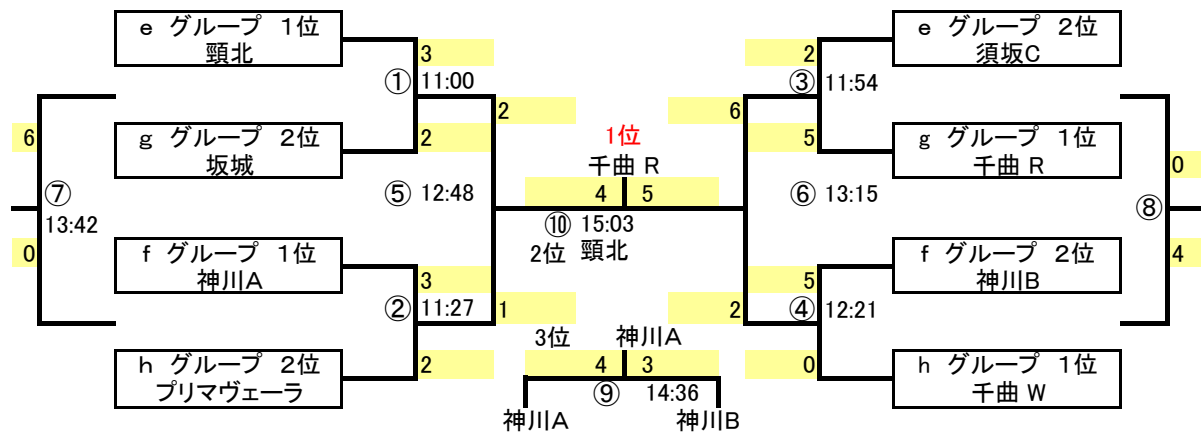 e グループ 1位
頸北
3
① 11:00
2
g グループ 2位
坂城
2
6
⑦
13:42
0
⑤ 12:48
f グループ 1位
神川A
3
② 11:27
1
h グループ 2位
プリマヴェーラ
2
1位
千曲 R
4 5
⑩ 15:03
2位 頸北
3位 神川A
4 3
⑨ 14:36
神川A 神川B
e グループ 2位
須坂C
2
③ 11:54
6
g グループ 1位
千曲 R
5
0
⑥ 13:15
⑧
4
f グループ 2位
神川B
5
④ 12:21
2
h グループ 1位
千曲 W
0